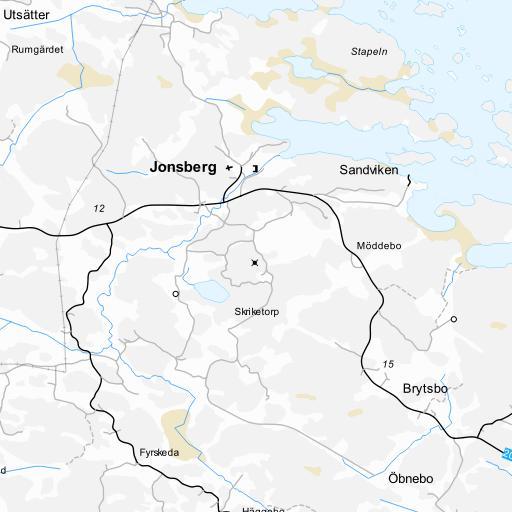 Utsätter
Rumgärdet
Stapeln
Jonsberg
Sandviken
12
Möddebo
Skriketorp
15
Brytsbo
Fyrskeda
Öbnebo